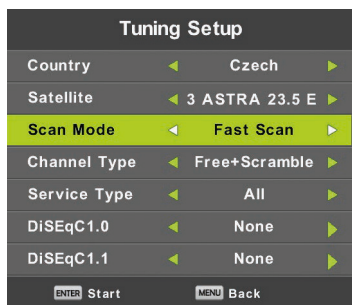 Tuning Setup
Country Czech
Satellite 3 ASTRA 23.5 E
Scan Mode Fast Scan
Channel Type Free+Scramble
Service Type All
DiSEqC1.0 None
DiSEqC1.1 None
ENTER Start MENU Back